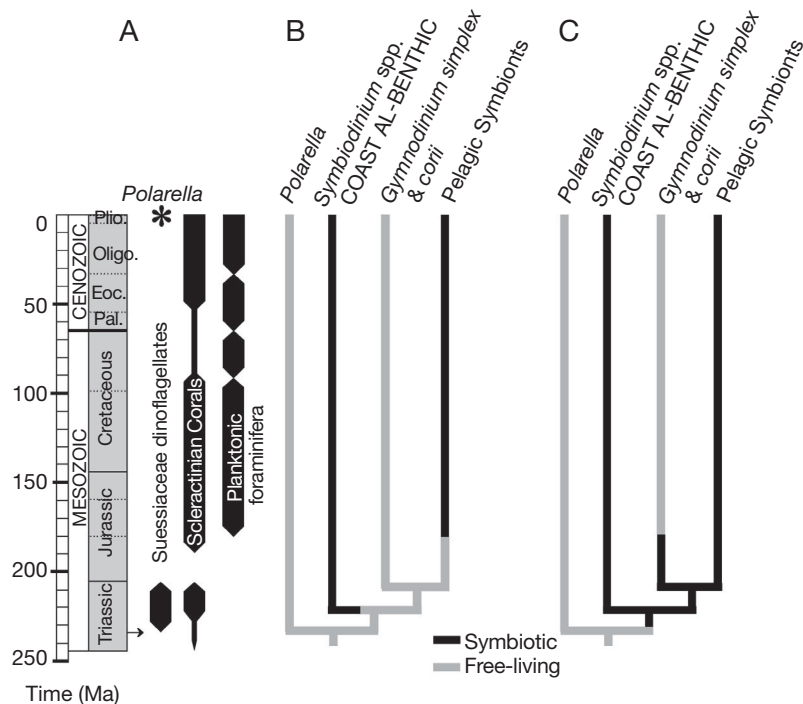 A
B
C
Polarella
Symbiodinium spp.
COAST AL-BENTHIC
Gymnodinium simplex
& corii
Pelagic Symbionts
Polarella
Symbiodinium spp.
COAST AL-BENTHIC
Gymnodinium simplex
& corii
Pelagic Symbionts
Polarella
*
0
50
100
150
200
250
CENOZOIC
MESOZOIC
Plio.
Oligo.
Eoc.
Pal.
Cretaceous
Jurassic
Triassic
Suessiaceae dinoflagellates
Scleractinian Corals
Planktonic
foraminifera
Symbiotic
Free-living
Time (Ma)